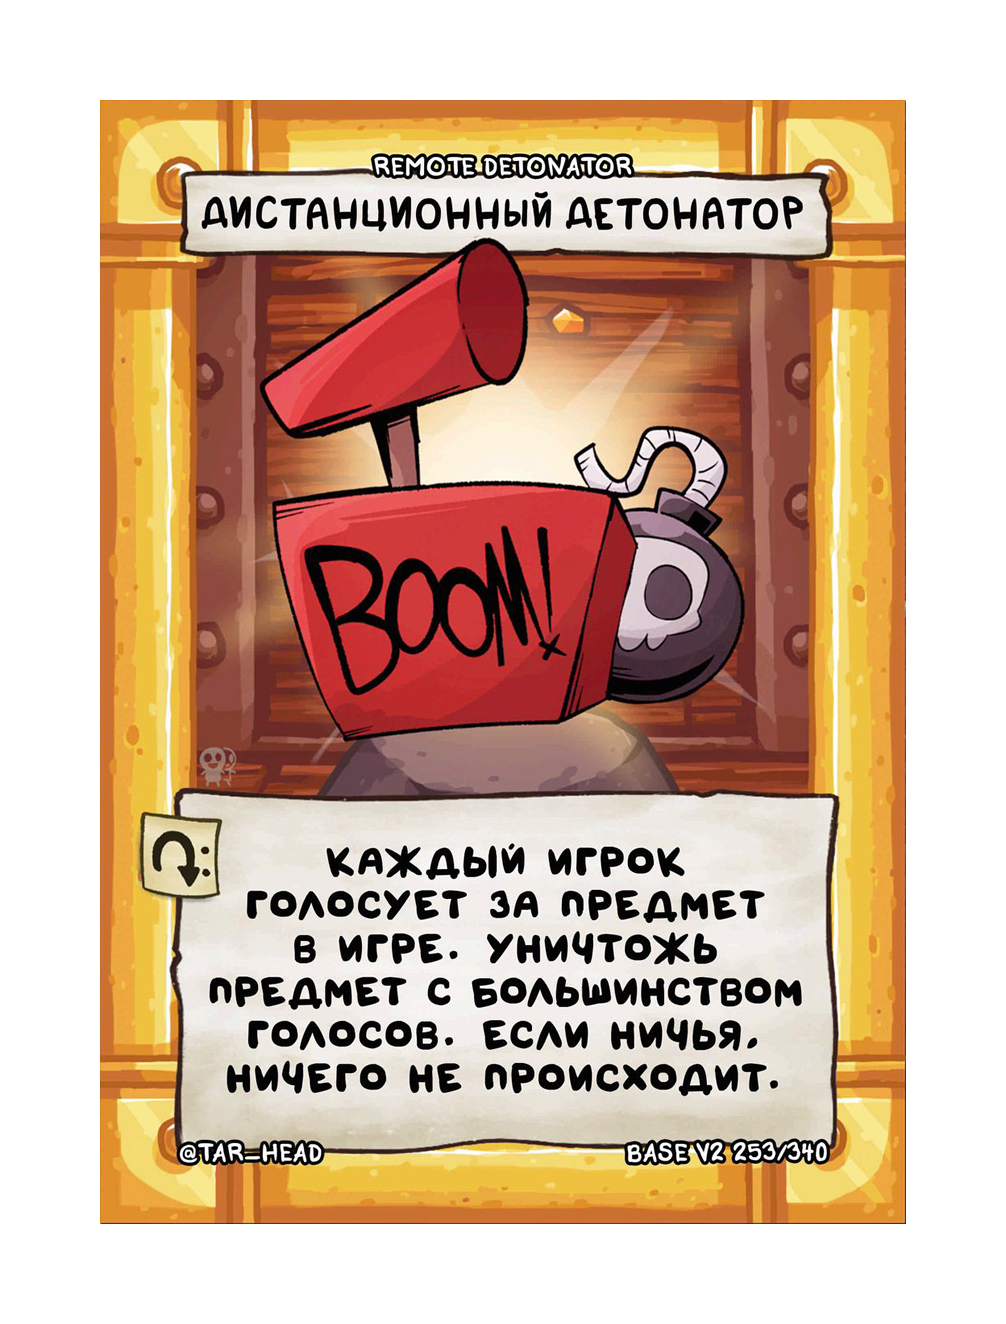 REMOTE DETONATOR
ДИСТАНЦИОННЫЙ ДЕТОНАТОР
BOOM!
КАЖДЫЙ ИГРОК
ГОЛОСУЕТ ЗА ПРЕДМЕТ
В ИГРЕ. УНИЧТОЖЬ
ПРЕДМЕТ С БОЛЬШИНСТВОМ
ГОЛОСОВ. ЕСЛИ НИЧЬЯ,
НИЧЕГО НЕ ПРОИСХОДИТ.
@TAR_HEAD
BASE V2 253/340